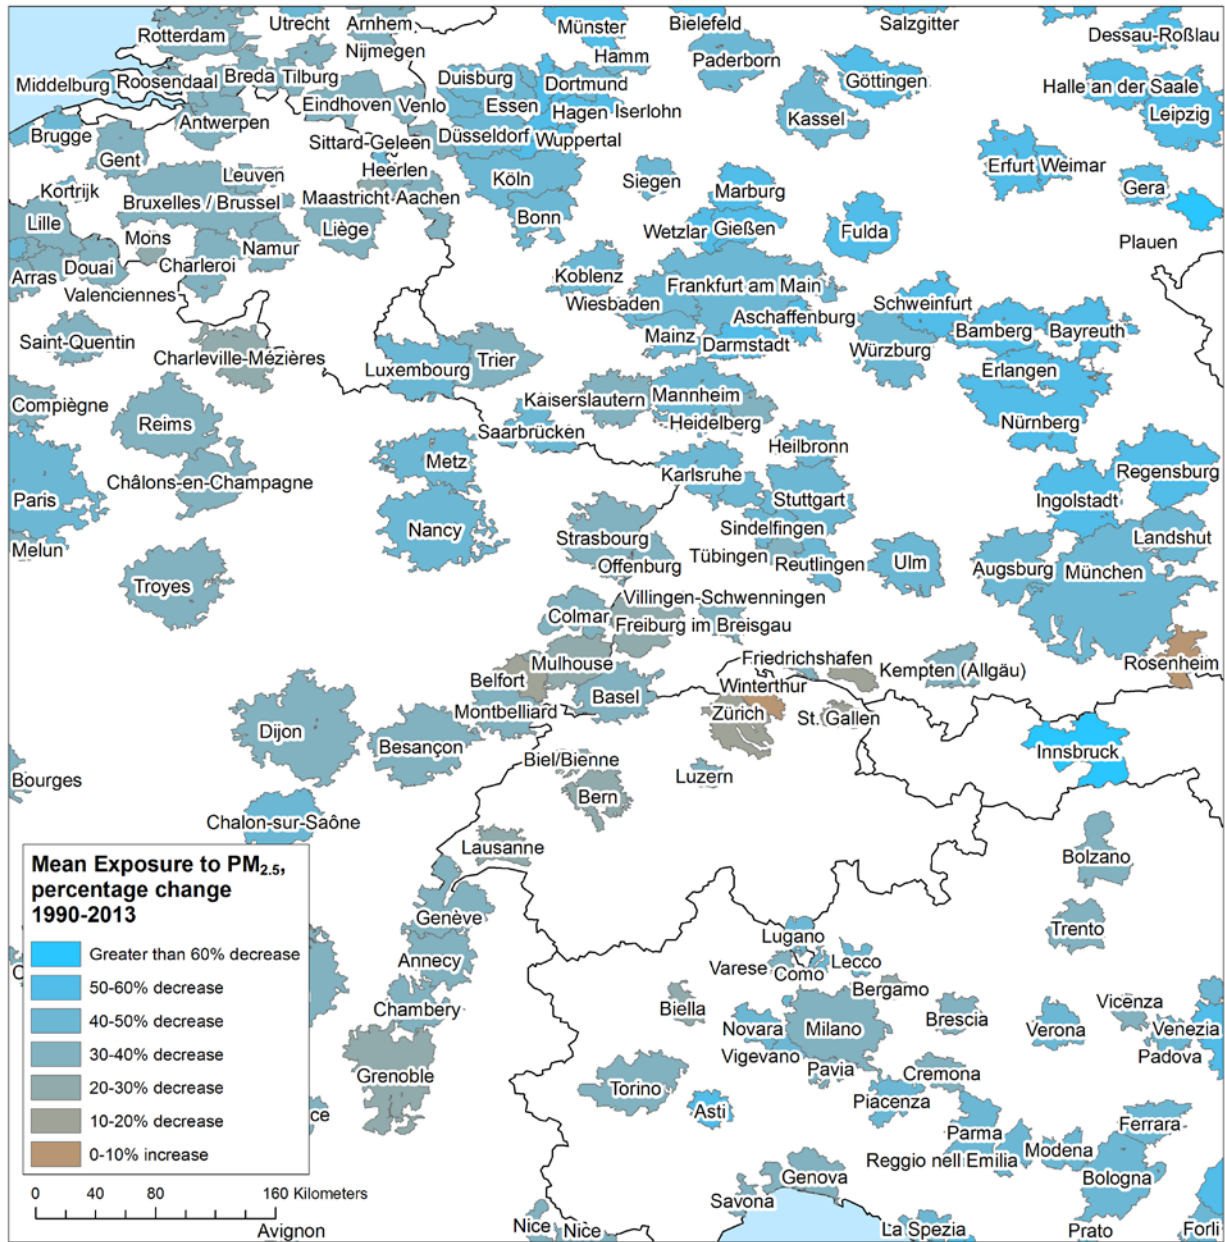 Rotterdam
Utrecht
Arnhem
Münster
Bielefeld
Salzgitter
Dessau-Roßlau
Nijmegen
Hamm
Paderborn
Middelburg
Roosendaal
Breda
Tilburg
Duisburg
Dortmund
Göttingen
Halle an der Saale
Eindhoven
Venlo
Essen
Hagen
Iserlohn
Kassel
Leipzig
Brugge
Antwerpen
Sittard-Geleen
Düsseldorf
Wuppertal
Gent
Leuven
Heerlen
Köln
Siegen
Marburg
Erfurt
Weimar
Gera
Kortrijk
Bruxelles / Brussel
Maastricht
Aachen
Bonn
Lille
Mons
Liège
Wetzlar
Gießen
Fulda
Plauen
Arras
Douai
Charleroi
Namur
Koblenz
Frankfurt am Main
Valenciennes
Wiesbaden
Schweinfurt
Aschaffenburg
Bamberg
Bayreuth
Saint-Quentin
Charleville-Mézières
Mainz
Darmstadt
Würzburg
Luxembourg
Trier
Erlangen
Compiègne
Kaiserslautern
Mannheim
Reims
Heidelberg
Nürnberg
Saarbrücken
Heilbronn
Metz
Karlsruhe
Regensburg
Châlons-en-Champagne
Paris
Stuttgart
Ingolstadt
Nancy
Sindelfingen
Strasbourg
Landshut
Melun
Offenburg
Tübingen
Reutlingen
Ulm
Augsburg
München
Troyes
Villingen-Schwenningen
Colmar
Freiburg im Breisgau
Mulhouse
Friedrichshafen
Kempten (Allgäu)
Rosenheim
Belfort
Basel
Winterthur
Montbelliard
Zürich
St. Gallen
Dijon
Besançon
Innsbruck
Biel/Bienne
Luzern
Bourges
Bern
Chalon-sur-Saône
Lausanne
Bolzano
Mean Exposure to PM2.5,
percentage change
1990-2013
Greater than 60% decrease
50-60% decrease
40-50% decrease
30-40% decrease
20-30% decrease
10-20% decrease
0-10% increase
Genève
Trento
Lugano
Annecy
Varese
Como
Lecco
C
Bergamo
Chambery
Biella
Vicenza
Novara
Milano
Brescia
Verona
Venezia
Vigevano
Padova
Grenoble
Pavia
Cremona
Torino
Piacenza
ce
Asti
Parma
Ferrara
Modena
Reggio nell Emilia
Genova
Bologna
0 40 80 160 Kilometers
Savona
Avignon
Nice
Nice
La Spezia
Prato
Forlì